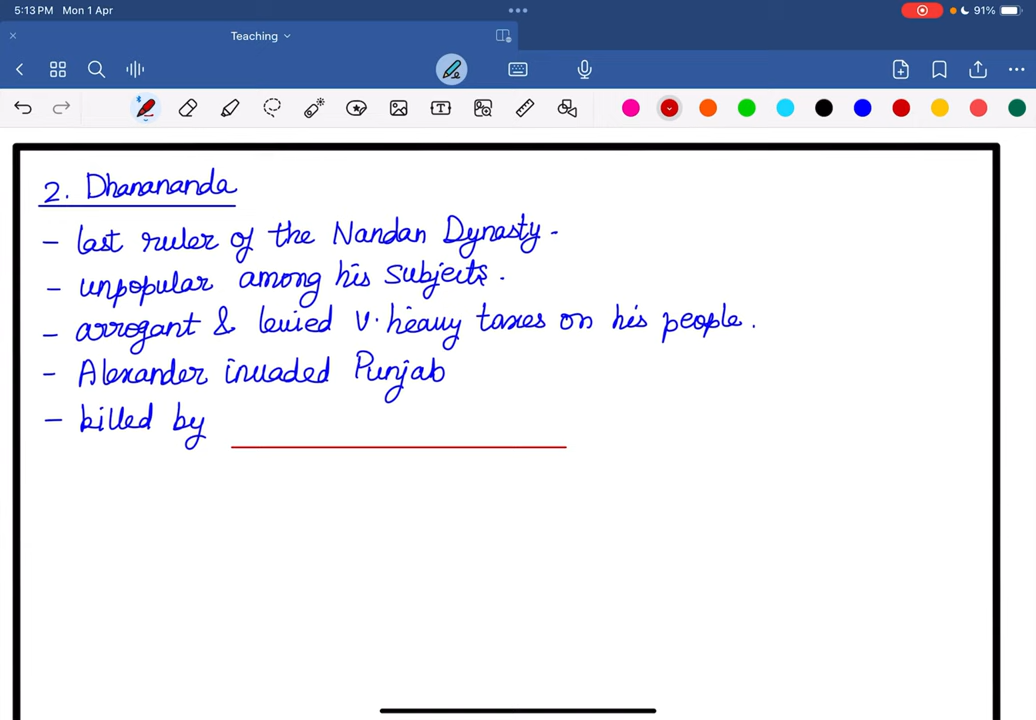 5:13 PM Mon 1 Apr
91%
Teaching
T
2. Dhanananda
- last ruler of the Nandan Dynasty.
- unpopular among his subjects.
- arrogant & levied v. heavy taxes on his people.
- Alexander invaded Punjab
- killed by